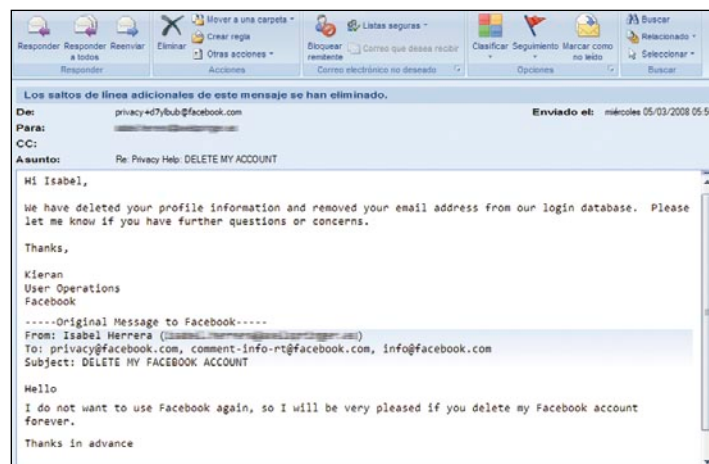 Mover a una carpeta
Crear regla
Otras acciones
Listas seguras
Correo que desea recibir
Buscar
Relacionado
Seleccionar
Responder Responder a todos Reenviar
Eliminar
Bloquear remitente
Clasificar Seguimiento Marcar como no leído
Responder Acciones Correo electrónico no deseado Opciones Buscar
Los saltos de línea adicionales de este mensaje se han eliminado.
De: privacy+d7ylbub@facebook.com Enviado el: miércoles 05/03/2008 05:5
Para:
CC:
Asunto: Re: Privacy Help: DELETE MY ACCOUNT
Hi Isabel,
We have deleted your profile information and removed your email address from our login database. Please
let me know if you have further questions or concerns.
Thanks,
Kieran
User Operations
Facebook
-----Original Message to Facebook-----
From: Isabel Herrera (
To: privacy@facebook.com, comment-info-rt@facebook.com, info@facebook.com
Subject: DELETE MY FACEBOOK ACCOUNT
Hello
I do not want to use Facebook again, so I will be very pleased if you delete my Facebook account
forever.
Thanks in advance